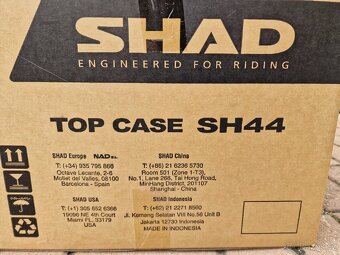 SHAD
ENGINEERED FOR RIDING
TOP CASE SH44
SHAD Europe NAD S.L.
T: (+34) 935 795 866
Octave Lecante, 2-6
Mollet del Vallès, 08100
Barcelona - Spain
SHAD China
T: (+86) 21 6236 5730
Room 501 (Zone 1-T3),
No.1, Lane 268, Tai Hong Road,
MinHang District, 201107
Shanghai - China
SHAD USA
T: (+1) 305 652 6368
19096 NE 4th Court
Miami FL. 33179
USA
SHAD Indonesia
T: (+62) 21 2271 8500
Jl. Kemang Selatan VIII No.56 Unit B
Jakarta 12730 Indonesia
MADE IN INDONESIA